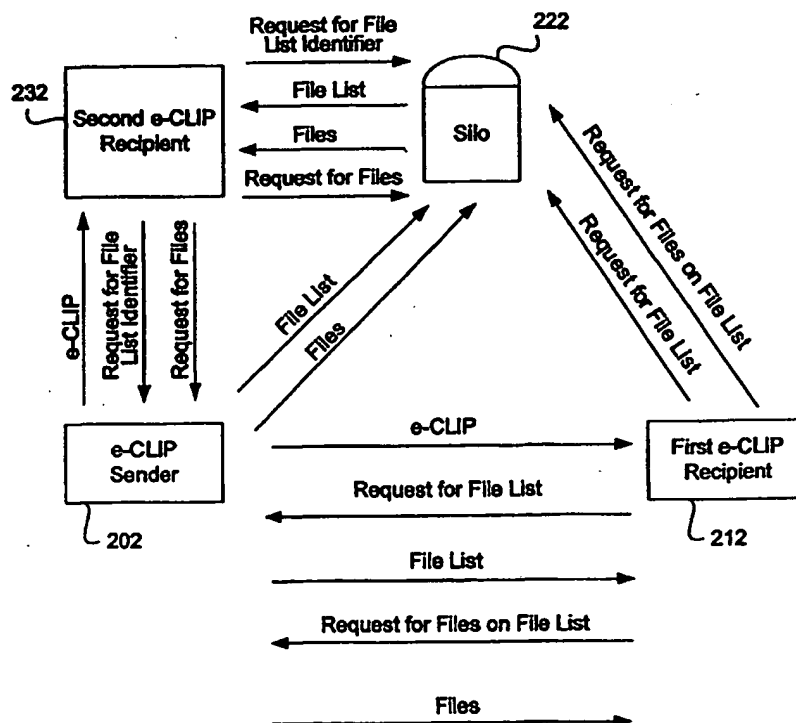 Request for File
List Identifier
222
File List
232
Second e-CLIP
Recipient
Files
Silo
Request for Files
Request for Files on File List
Request for File List
e-CLIP
Request for File
List Identifier
Request for Files
File List
Files
e-CLIP
Sender
e-CLIP
First e-CLIP
Recipient
Request for File List
202
212
File List
Request for Files on File List
Files